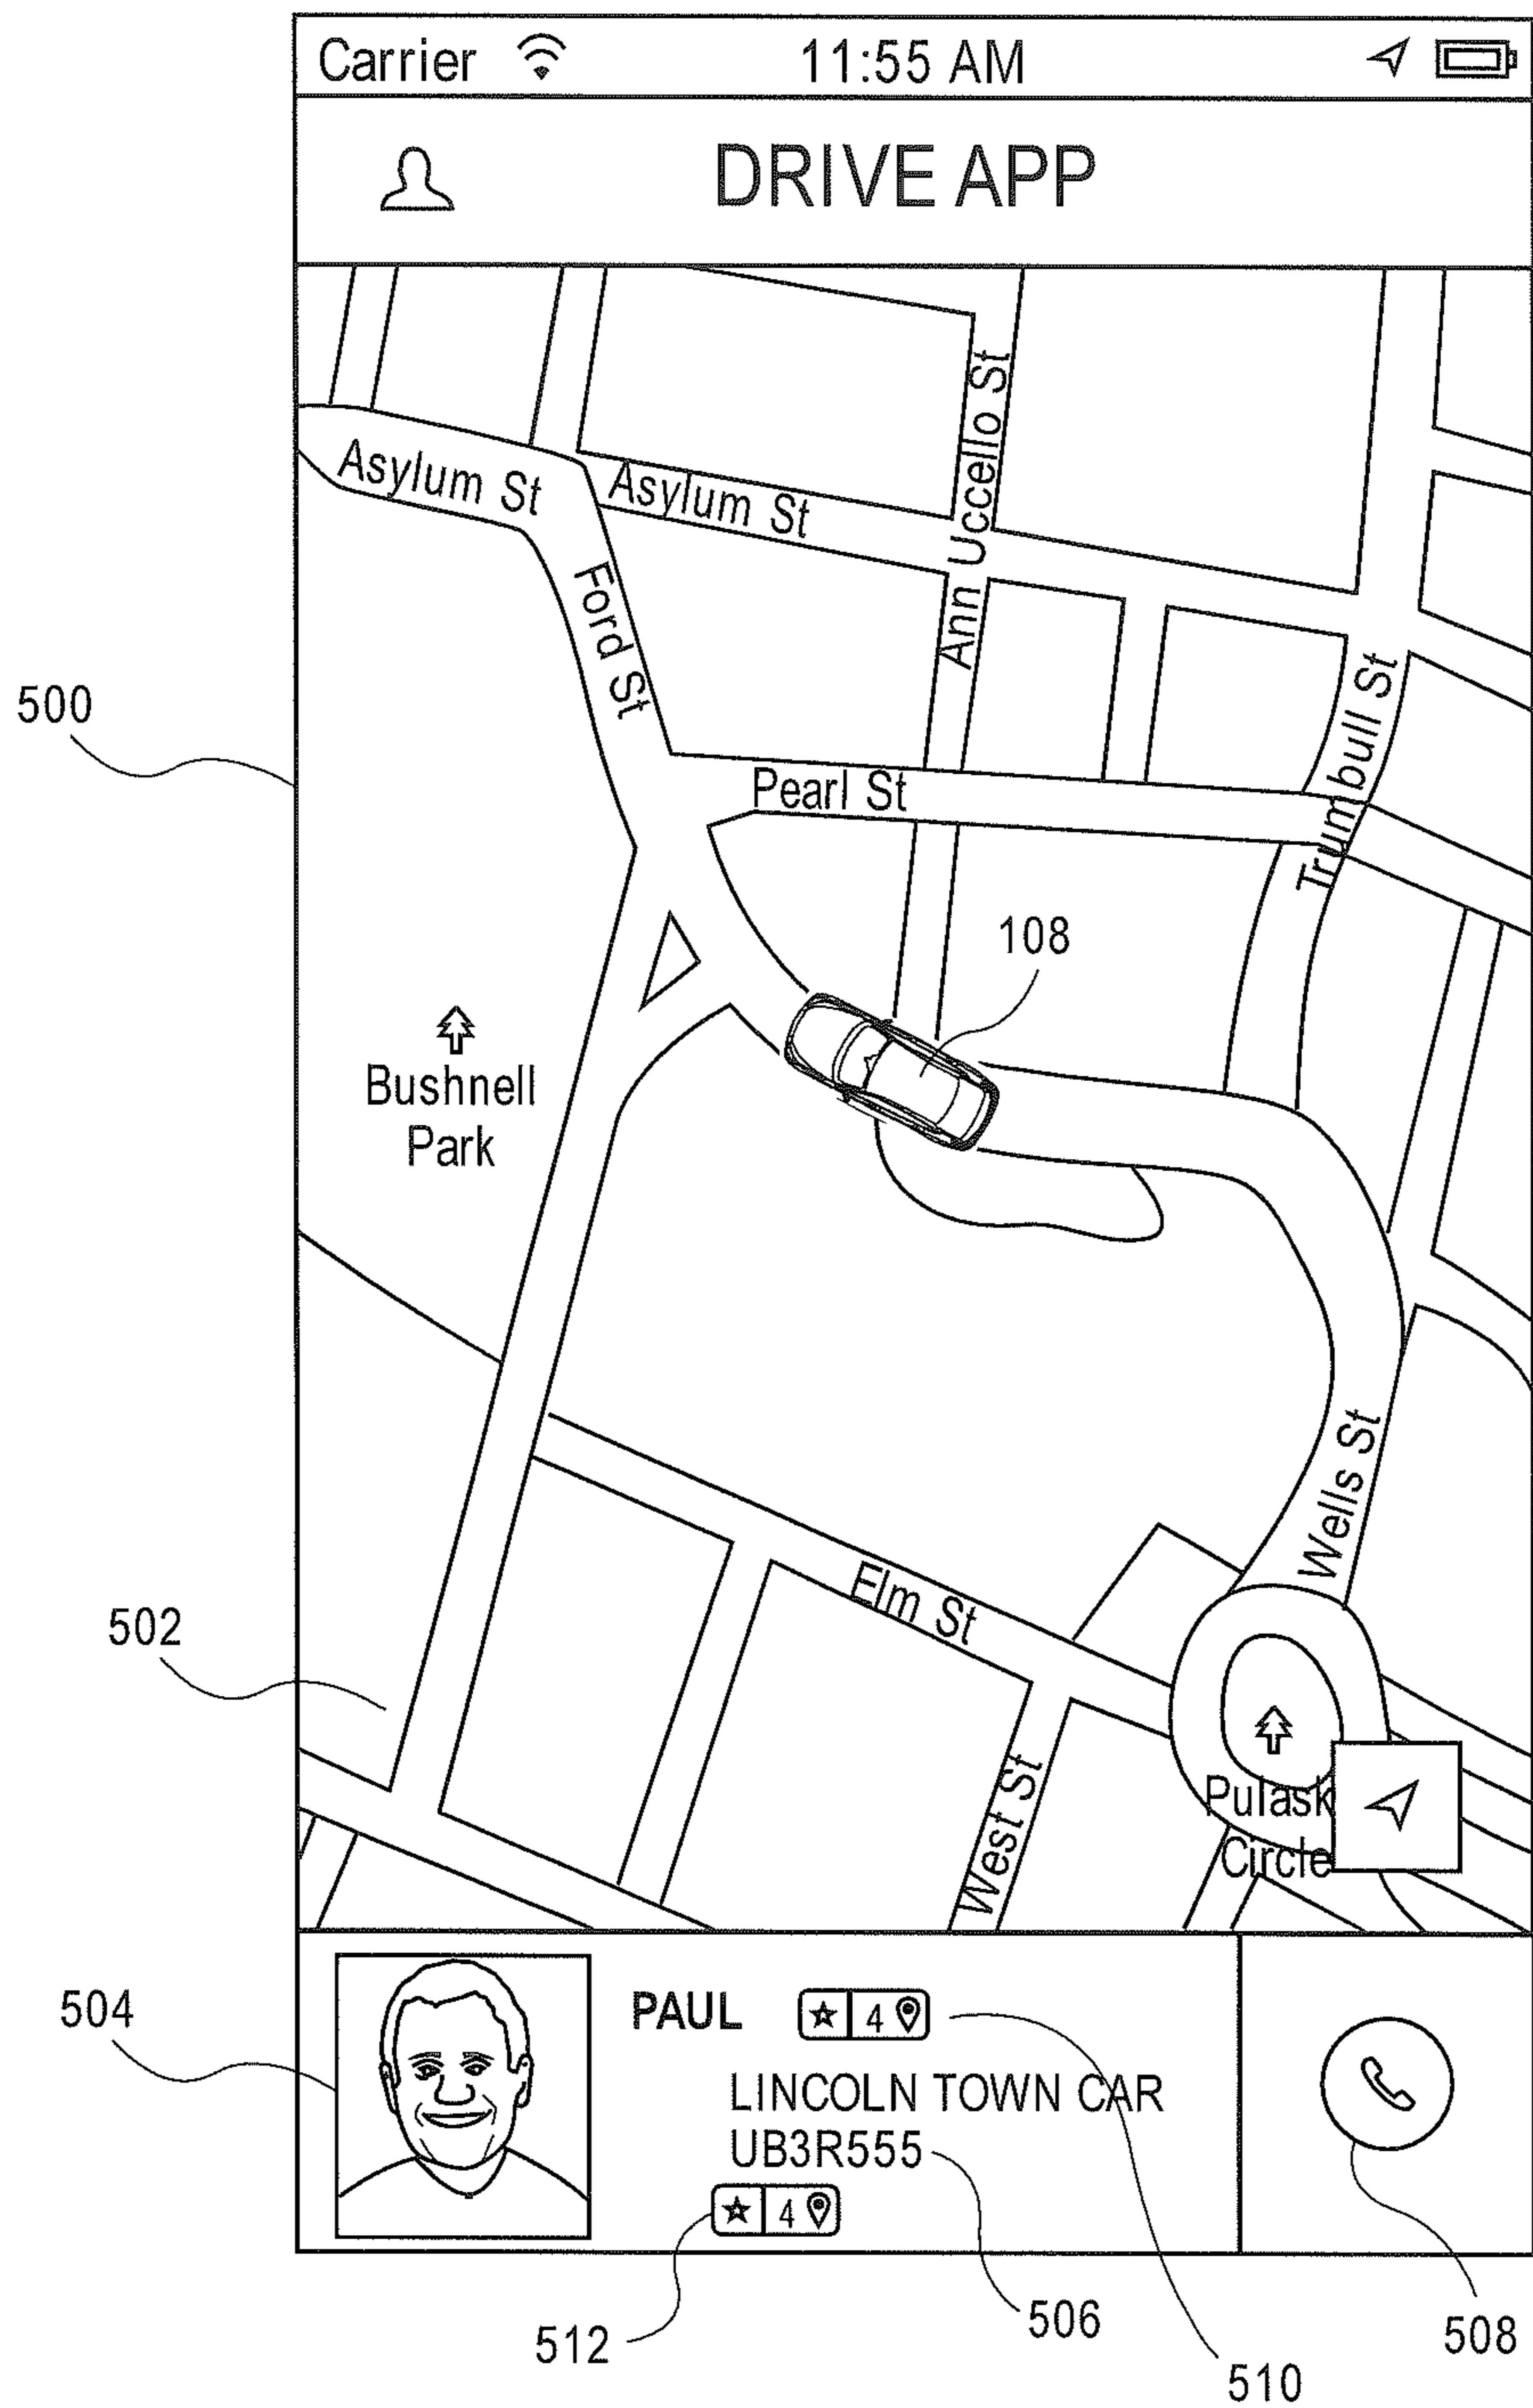 Carrier 11:55 AM
DRIVE APP
Asylum St
Asylum St
Ann Uccello St
Ford St
Trumbull St
500
Pearl St
108
Bushnell
Park
Wells St
Elm St
502
West St
Pulask
Circle
504
PAUL 4
LINCOLN TOWN CAR
UB3R555
4
512
506
508
510